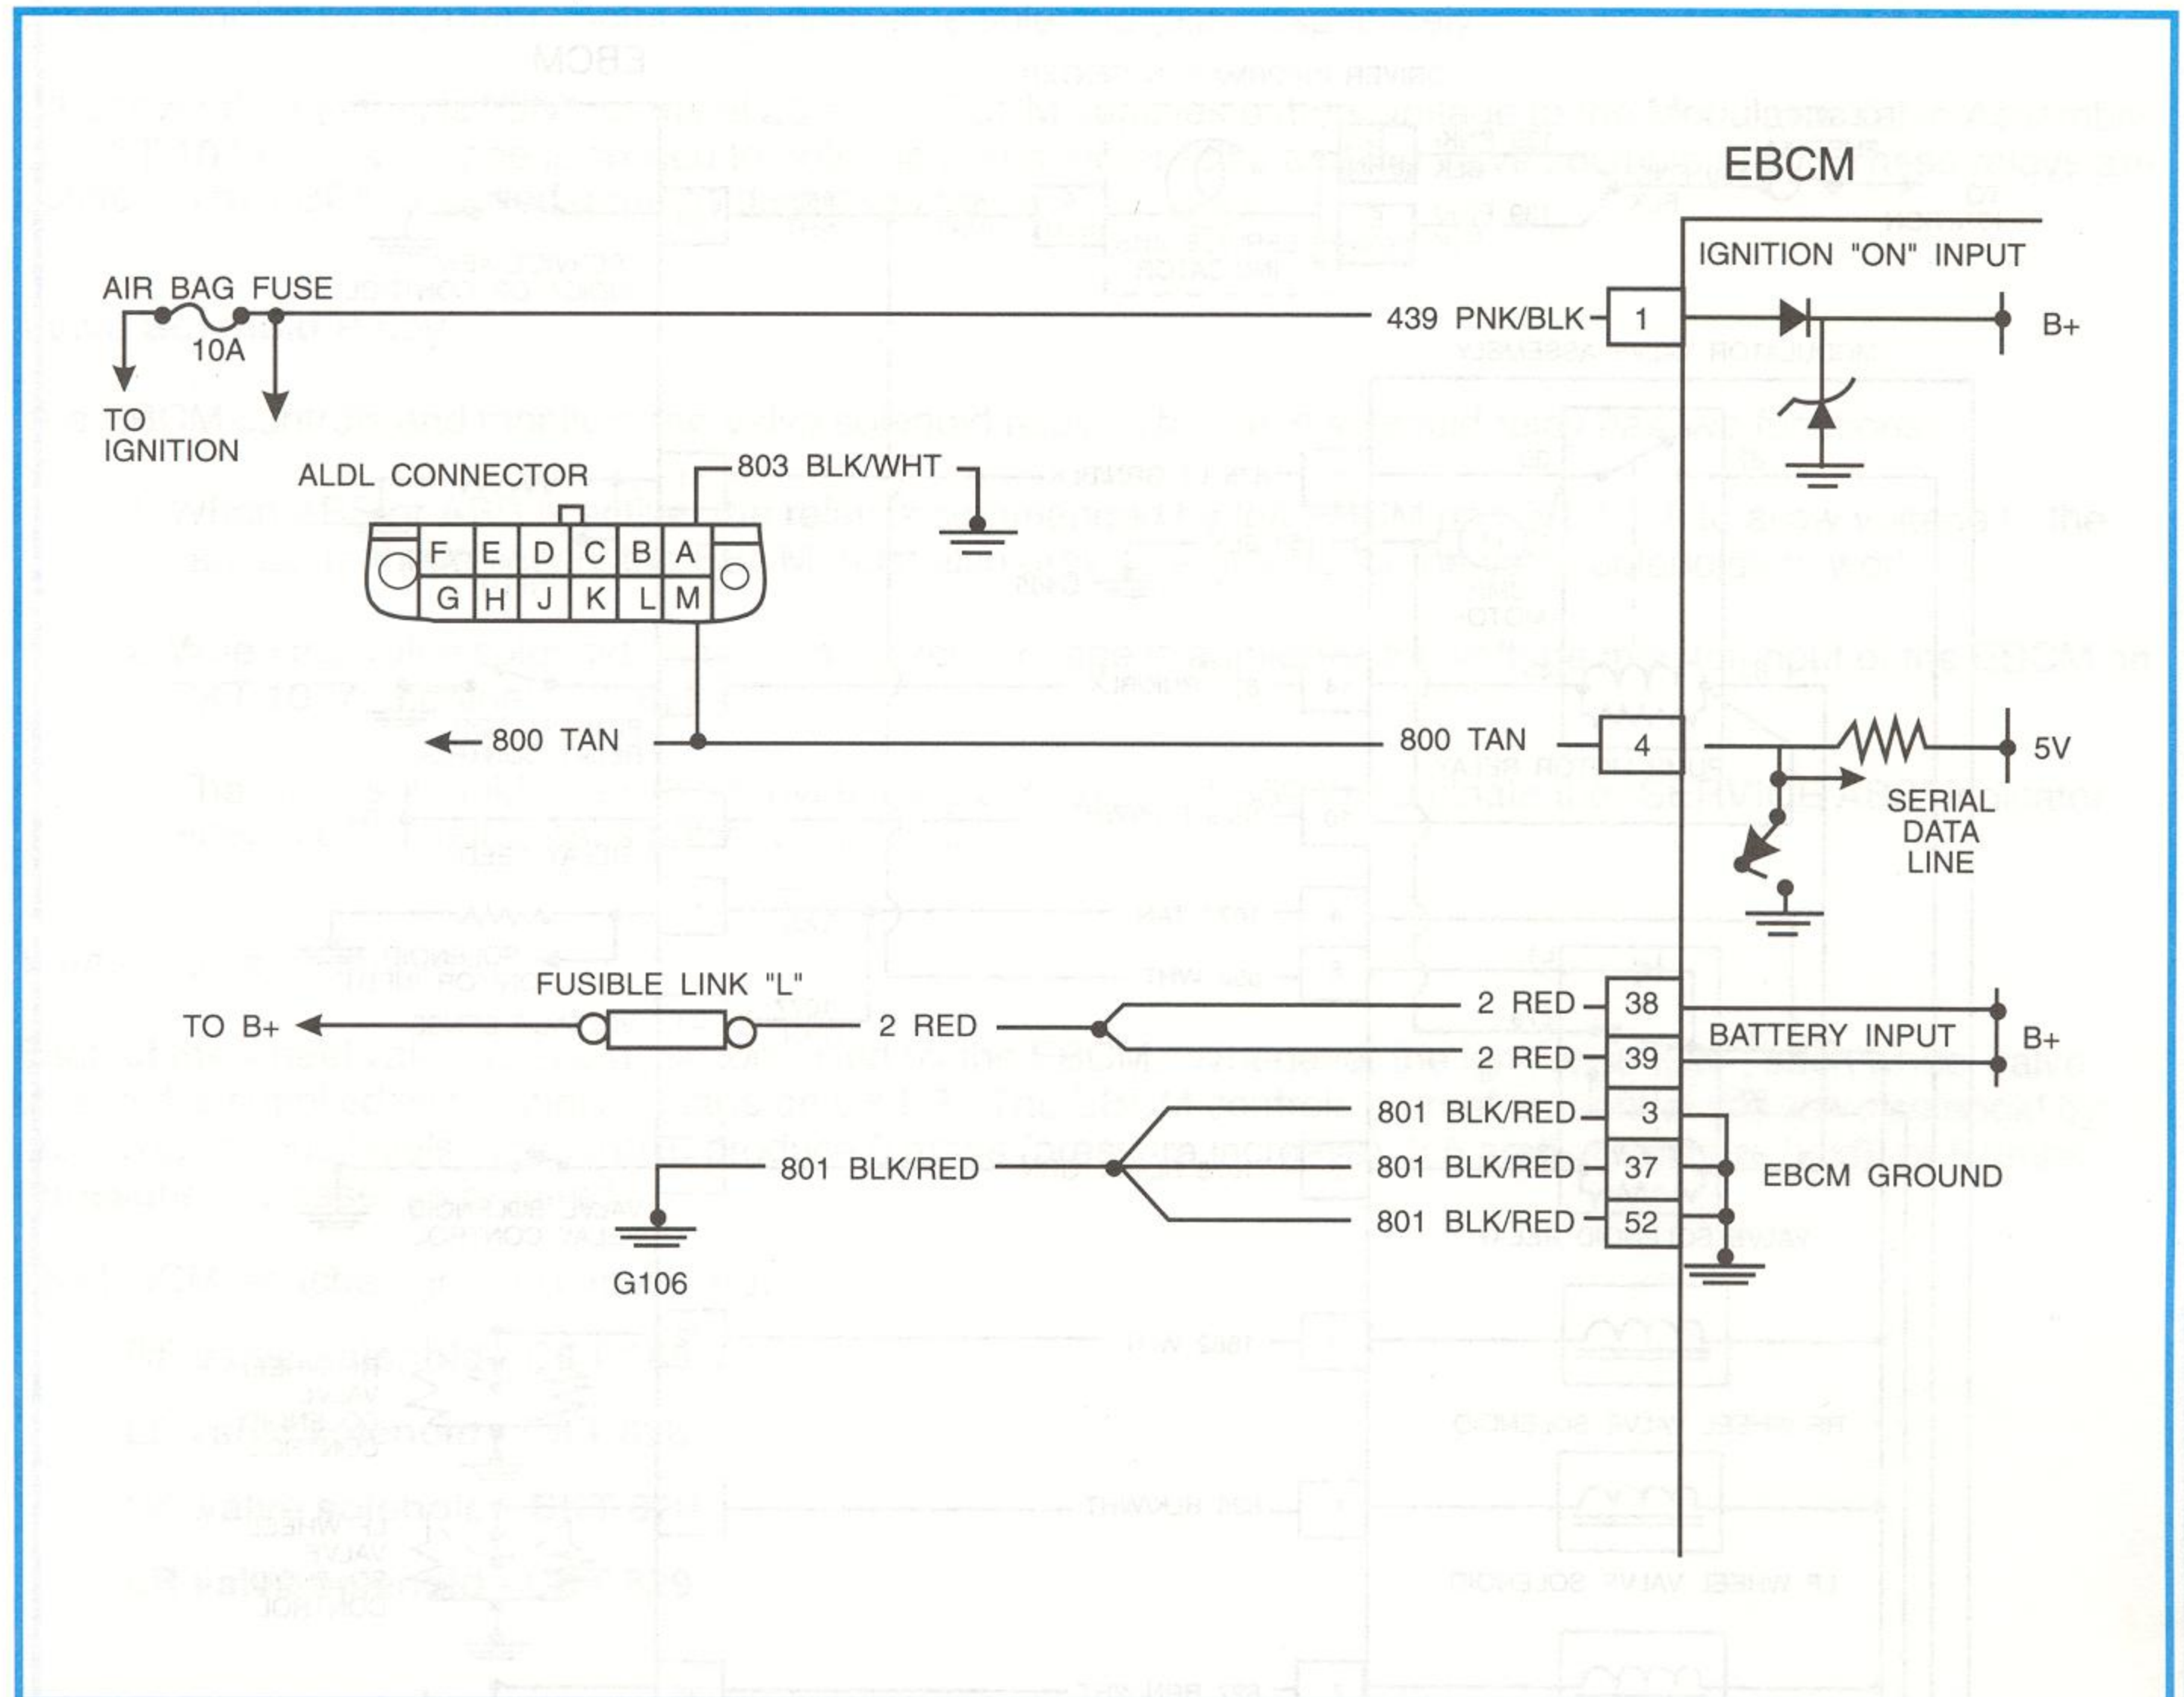 EBCM
IGNITION "ON" INPUT
AIR BAG FUSE
10A
439 PNK/BLK
1
B+
TO
IGNITION
ALDL CONNECTOR
803 BLK/WHT
F E D C B A
G H J K L M
800 TAN
800 TAN
4
5V
SERIAL
DATA
LINE
FUSIBLE LINK "L"
TO B+
2 RED
2 RED
38
2 RED
39
BATTERY INPUT
B+
801 BLK/RED
3
801 BLK/RED
801 BLK/RED
37
EBCM GROUND
801 BLK/RED
52
G106